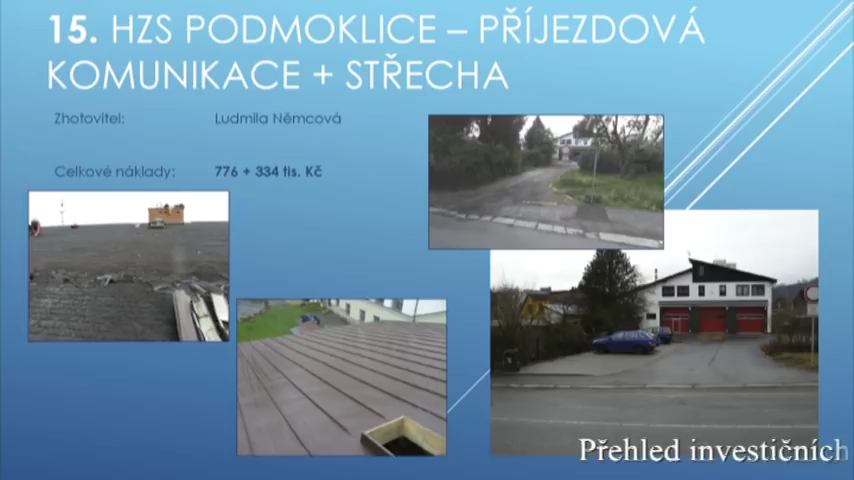 15. HZS PODMOKLICE – PŘÍJEZDOVÁ
KOMUNIKACE + STŘECHA
Zhotovitel: Ludmila Němcová
Celkové náklady: 776 + 334 tis. Kč
Přehled investičních